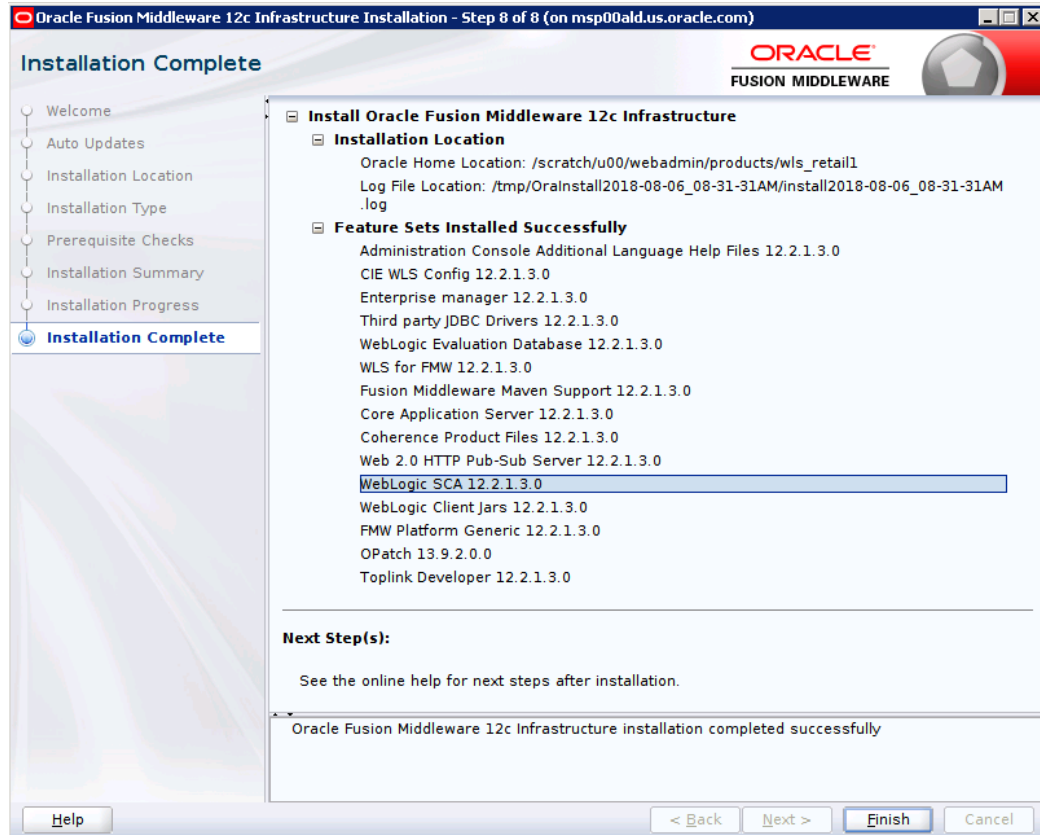 Oracle Fusion Middleware 12c Infrastructure Installation - Step 8 of 8 (on msp00ald.us.oracle.com)
Installation Complete
ORACLE
FUSION MIDDLEWARE
Welcome
Auto Updates
Installation Location
Installation Type
Prerequisite Checks
Installation Summary
Installation Progress
Installation Complete
Install Oracle Fusion Middleware 12c Infrastructure
Installation Location
Oracle Home Location: /scratch/u00/webadmin/products/wls_retail1
Log File Location: /tmp/OraInstall2018-08-06_08-31-31AM/install2018-08-06_08-31-31AM
.log
Feature Sets Installed Successfully
Administration Console Additional Language Help Files 12.2.1.3.0
CIE WLS Config 12.2.1.3.0
Enterprise manager 12.2.1.3.0
Third party JDBC Drivers 12.2.1.3.0
WebLogic Evaluation Database 12.2.1.3.0
WLS for FMW 12.2.1.3.0
Fusion Middleware Maven Support 12.2.1.3.0
Core Application Server 12.2.1.3.0
Coherence Product Files 12.2.1.3.0
Web 2.0 HTTP Pub-Sub Server 12.2.1.3.0
WebLogic SCA 12.2.1.3.0
WebLogic Client Jars 12.2.1.3.0
FMW Platform Generic 12.2.1.3.0
OPatch 13.9.2.0.0
Toplink Developer 12.2.1.3.0
Next Step(s):
See the online help for next steps after installation.
Oracle Fusion Middleware 12c Infrastructure installation completed successfully
Help
< Back
Next >
Finish
Cancel